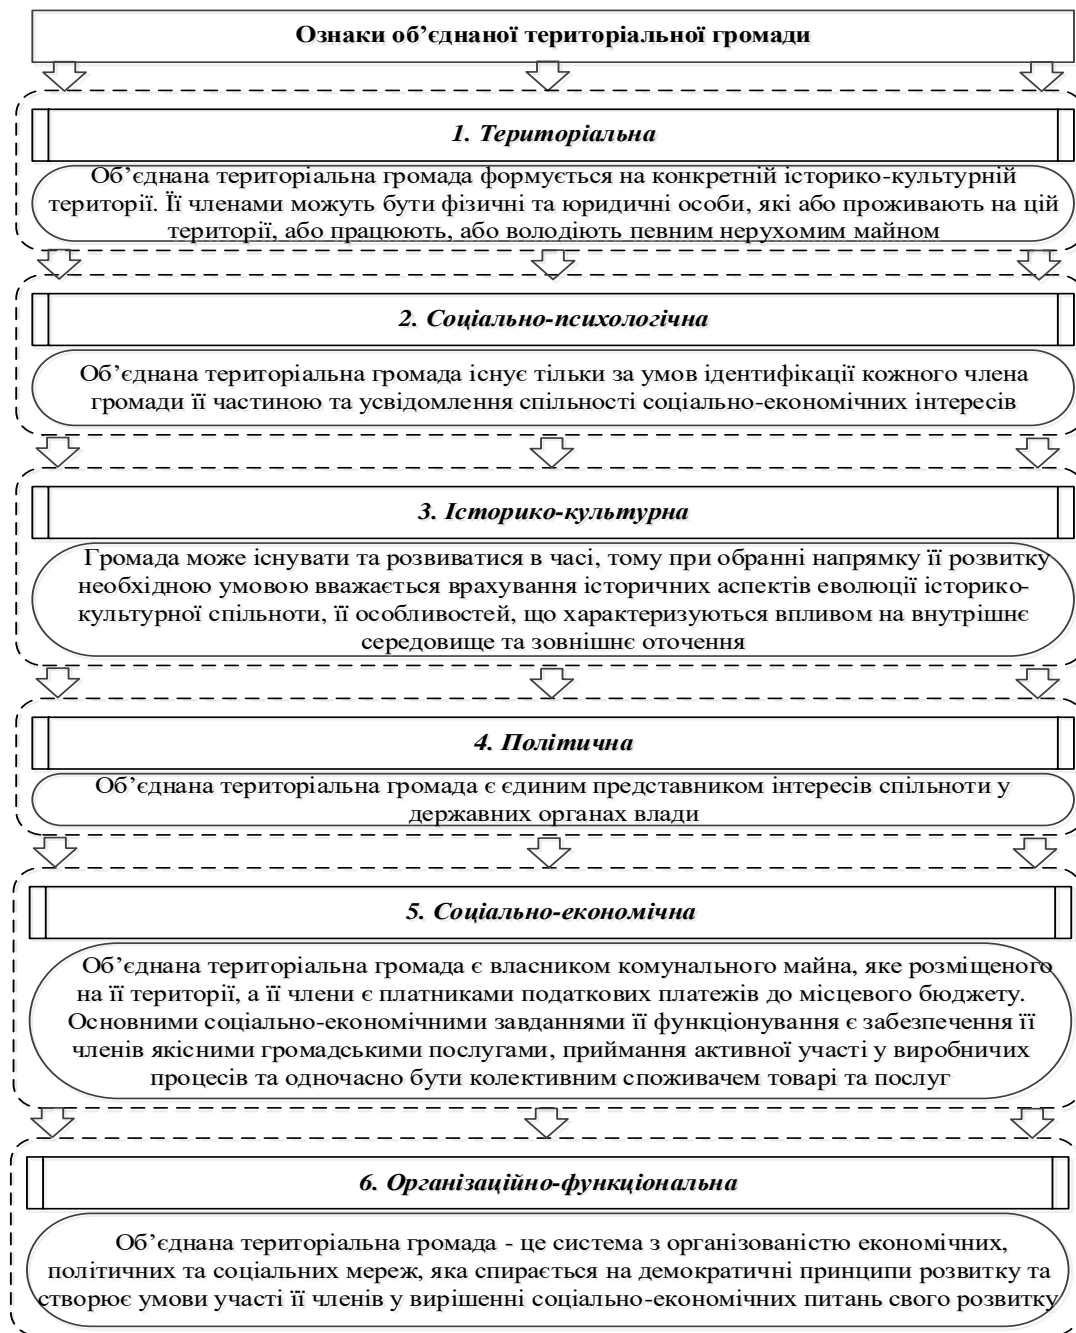 Ознаки об’єднаної територіальної громади
1. Територіальна
Об’єднана територіальна громада формується на конкретній історико-культурній
території. Її членами можуть бути фізичні та юридичні особи, які або проживають на цій
території, або працюють, або володіють певним нерухомим майном
2. Соціально-психологічна
Об’єднана територіальна громада існує тільки за умов ідентифікації кожного члена
громади її частиною та усвідомлення спільності соціально-економічних інтересів
3. Історико-культурна
Громада може існувати та розвиватися в часі, тому при обранні напрямку її розвитку
необхідною умовою вважається врахування історичних аспектів еволюції історико-
культурної спільноти, її особливостей, що характеризуються впливом на внутрішнє
середовище та зовнішнє оточення
4. Політична
Об’єднана територіальна громада є єдиним представником інтересів спільноти у
державних органах влади
5. Соціально-економічна
Об’єднана територіальна громада є власником комунального майна, яке розміщеного
на її території, а її члени є платниками податкових платежів до місцевого бюджету.
Основними соціально-економічними завданнями її функціонування є забезпечення її
членів якісними громадськими послугами, приймання активної участі у виробничих
процесів та одночасно бути колективним споживачем товарі та послуг
6. Організаційно-функціональна
Об’єднана територіальна громада - це система з організованістю економічних,
політичних та соціальних мереж, яка спирається на демократичні принципи розвитку та
створює умови участі її членів у вирішенні соціально-економічних питань свого розвитку